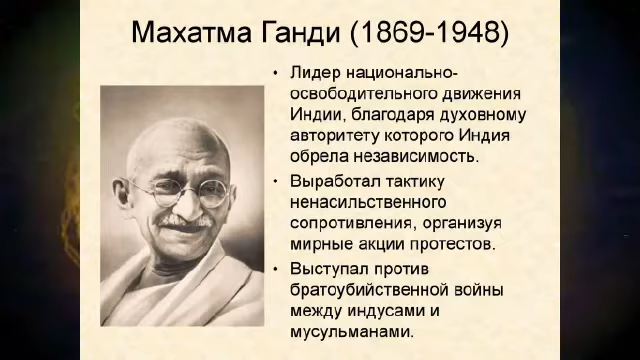 Махатма Ганди (1869-1948)
• Лидер национально-
освободительного движения
Индии, благодаря духовному
авторитету которого Индия
обрела независимость.
• Выработал тактику
ненасильственного
сопротивления, организуя
мирные акции протестов.
• Выступал против
братоубийственной войны
между индусами и
мусульманами.